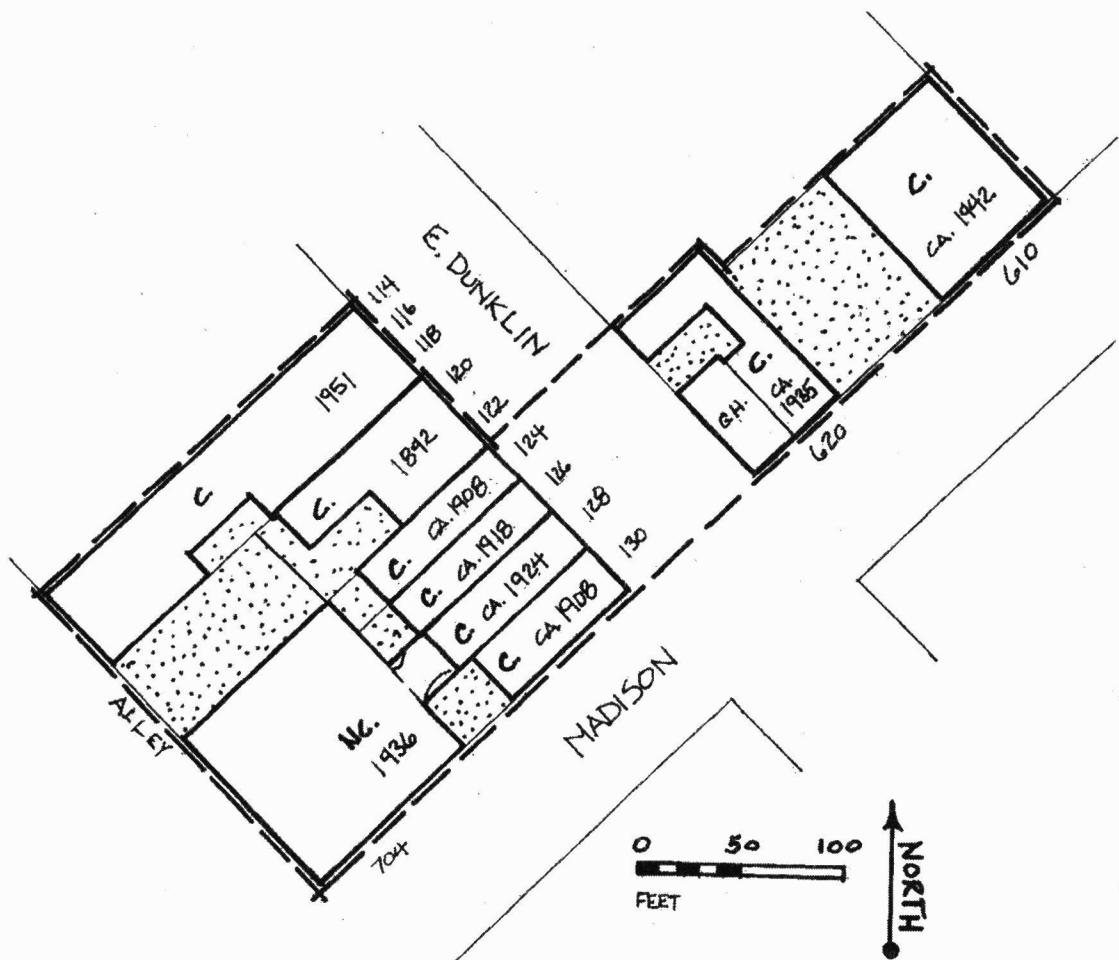 C.
CA. 1942
610
E. DUNKLIN
114
116
118
120
122
124
126
128
130
C.
CA.
1935
G.H.
620
1951
C.
1892
C.
CA. 1908
C.
CA. 1918
C.
CA. 1924
C.
CA. 1908
C.
NC.
1936
ALLEY
704
MADISON
0 50 100
FEET
NORTH